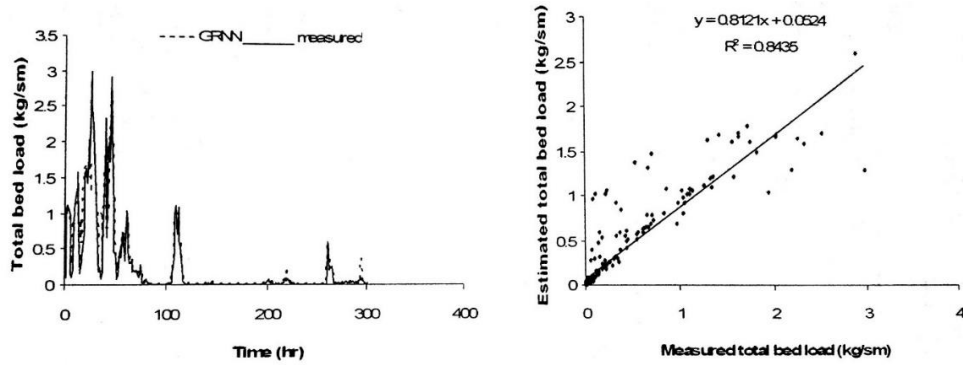 GRNN measured
Total bed load (kg/sm)
3.5
3
2.5
2
1.5
1
0.5
0
0 100 200 300 400
Time (hr)
y = 0.8121x + 0.0524
R² = 0.8435
Estimated total bed load (kg/sm)
3
2.5
2
1.5
1
0.5
0
0 1 2 3 4
Measured total bed load (kg/sm)